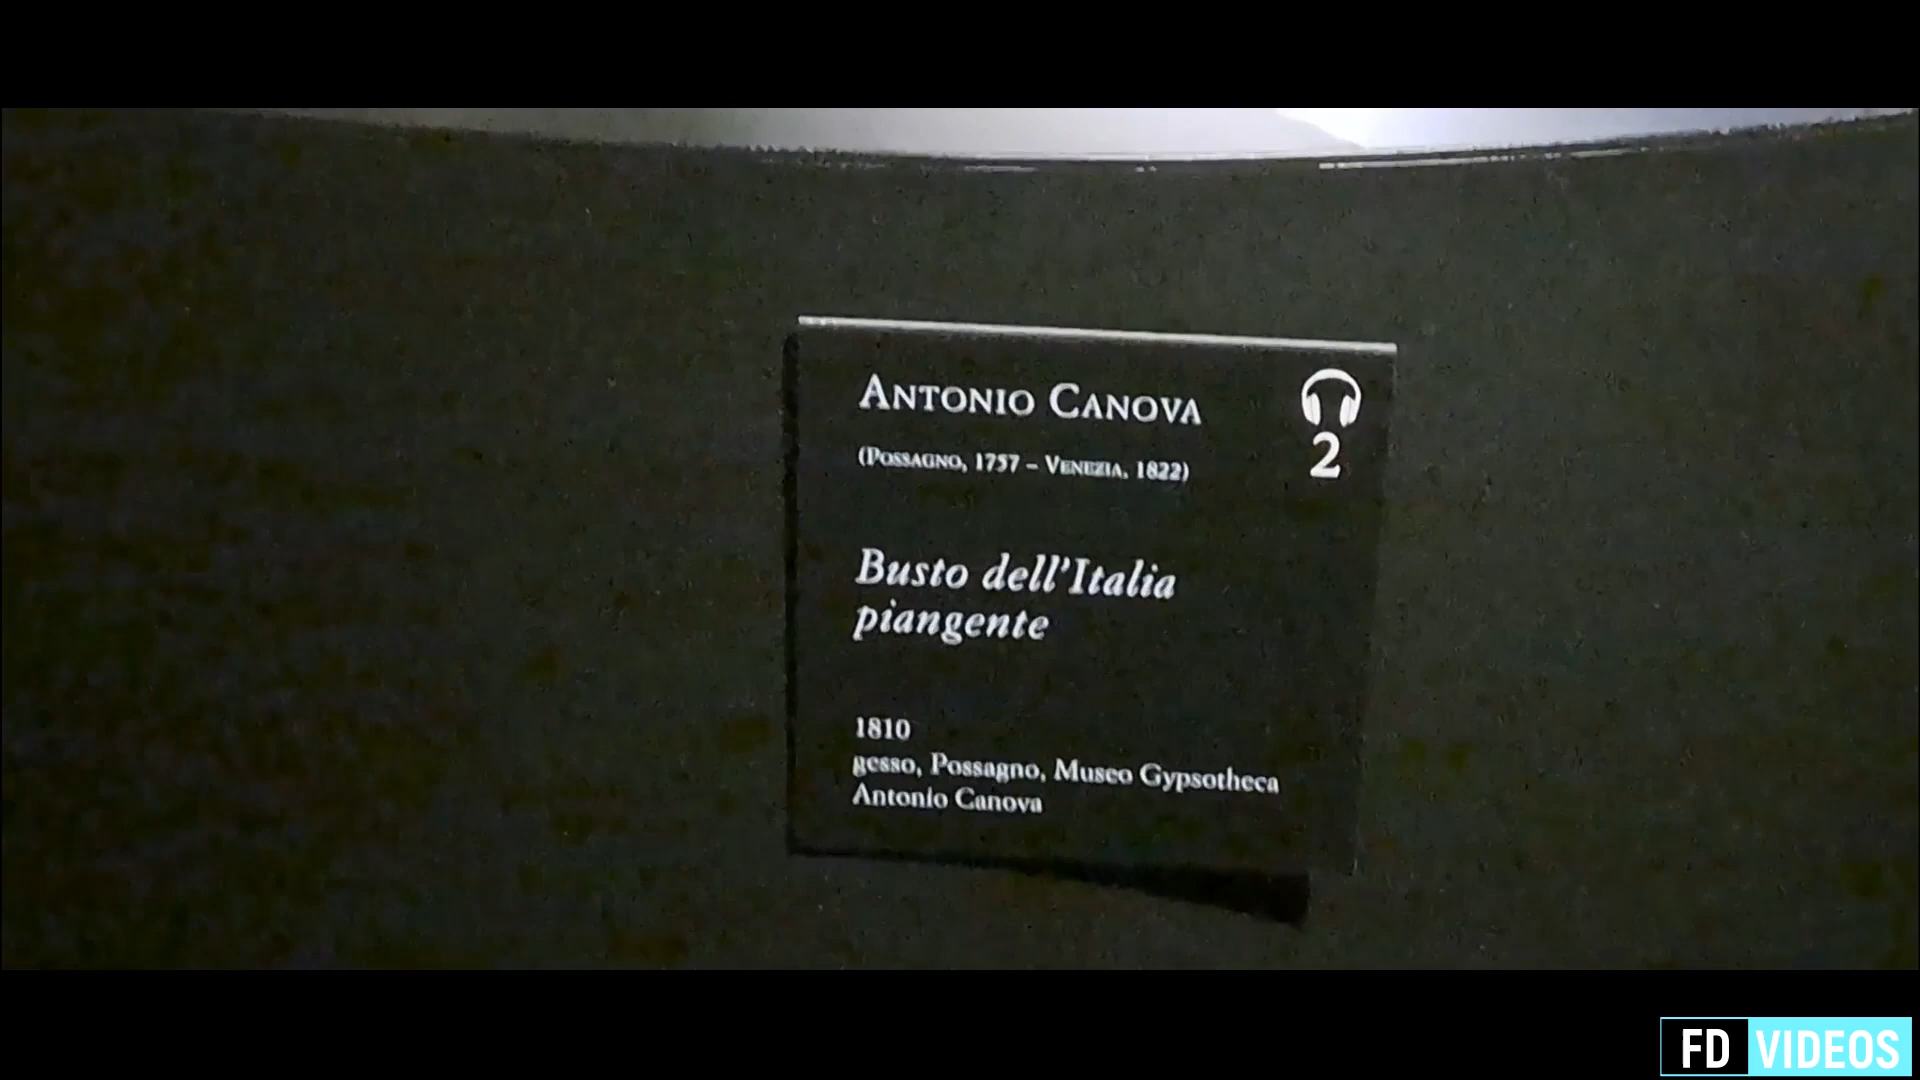 ANTONIO CANOVA
2
(POSSAGNO, 1757 – VENEZIA, 1822)
Busto dell'Italia
piangente
1810
gesso, Possagno, Museo Gypsotheca
Antonio Canova
FD VIDEOS